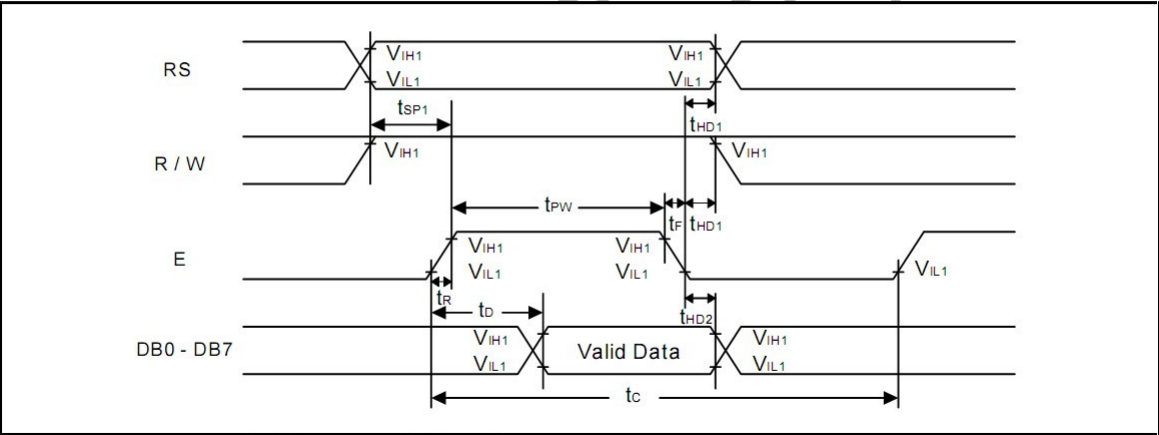 RS VIH1 VIH1
VIL1 VIL1
tSP1 tHD1
R / W VIH1 VIH1
tPW tF tHD1
E VIH1 VIH1
VIL1 VIL1 VIL1
tR tD tHD2
DB0 - DB7 VIH1 Valid Data VIH1
VIL1 VIL1
tC